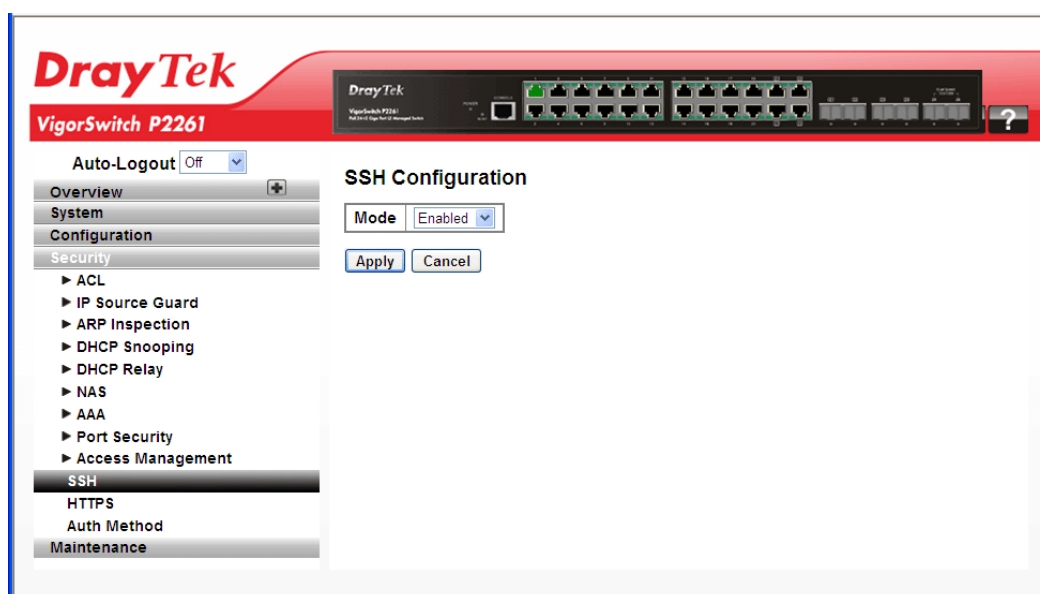 DrayTek
VigorSwitch P2261
DrayTek
VigorSwitch P2261
?
Auto-Logout Off
Overview
System
Configuration
Security
ACL
IP Source Guard
ARP Inspection
DHCP Snooping
DHCP Relay
NAS
AAA
Port Security
Access Management
SSH
HTTPS
Auth Method
Maintenance
SSH Configuration
Mode Enabled
Apply Cancel